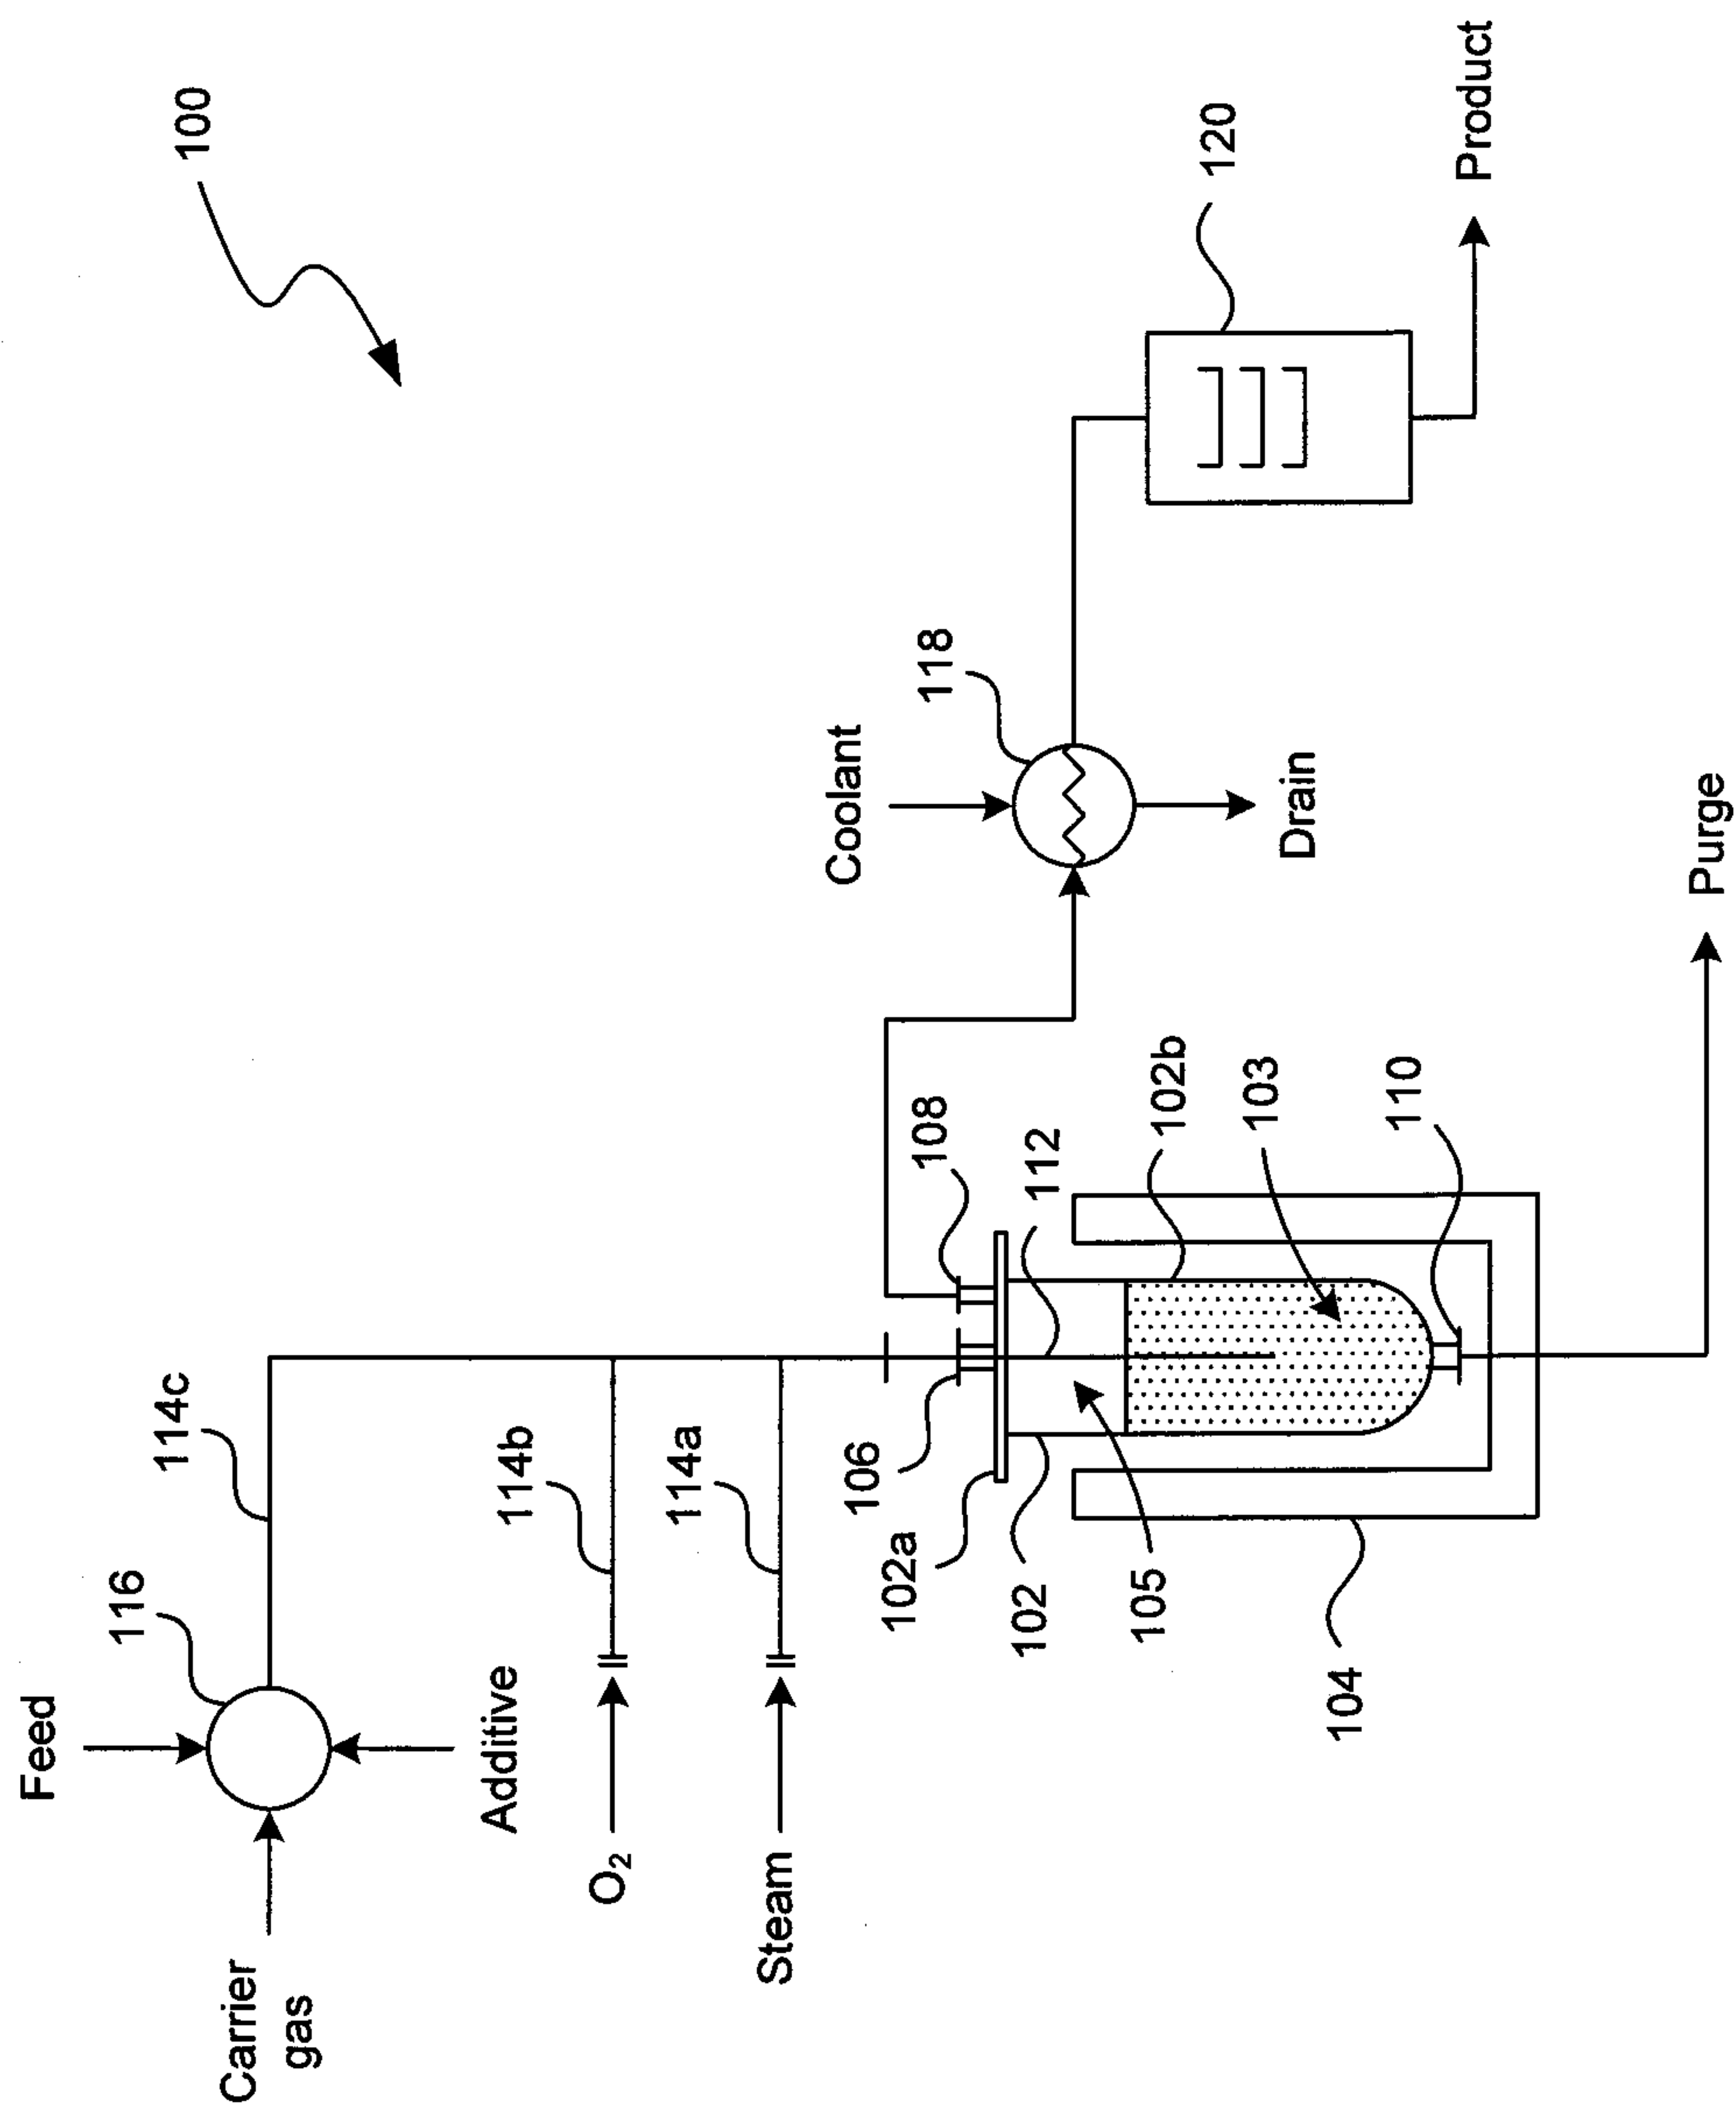 Feed
116
114c
100
Carrier
gas
Additive
114b
O₂
114a
Steam
Coolant
106
102a
108
118
102
112
105
102b
120
103
Drain
104
110
Product
Purge